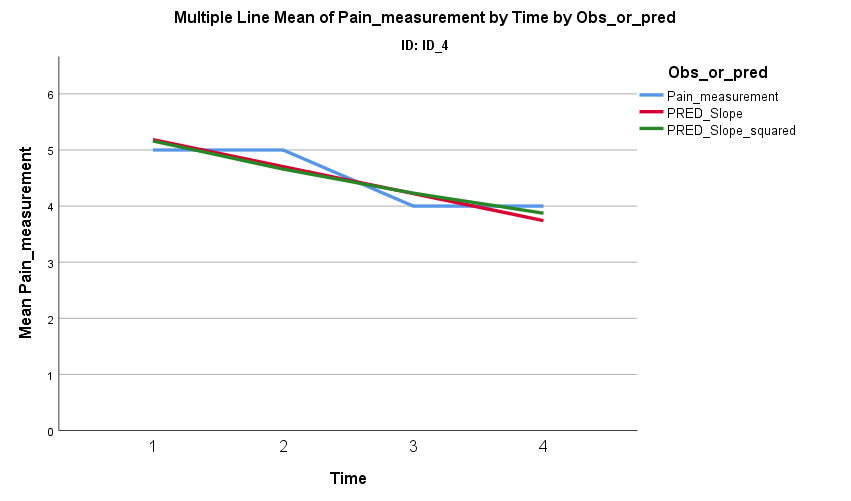 Multiple Line Mean of Pain_measurement by Time by Obs_or_pred
ID: ID_4
Obs_or_pred
Pain_measurement
PRED_Slope
PRED_Slope_squared
Mean Pain_measurement
6
5
4
3
2
1
0
1 2 3 4
Time